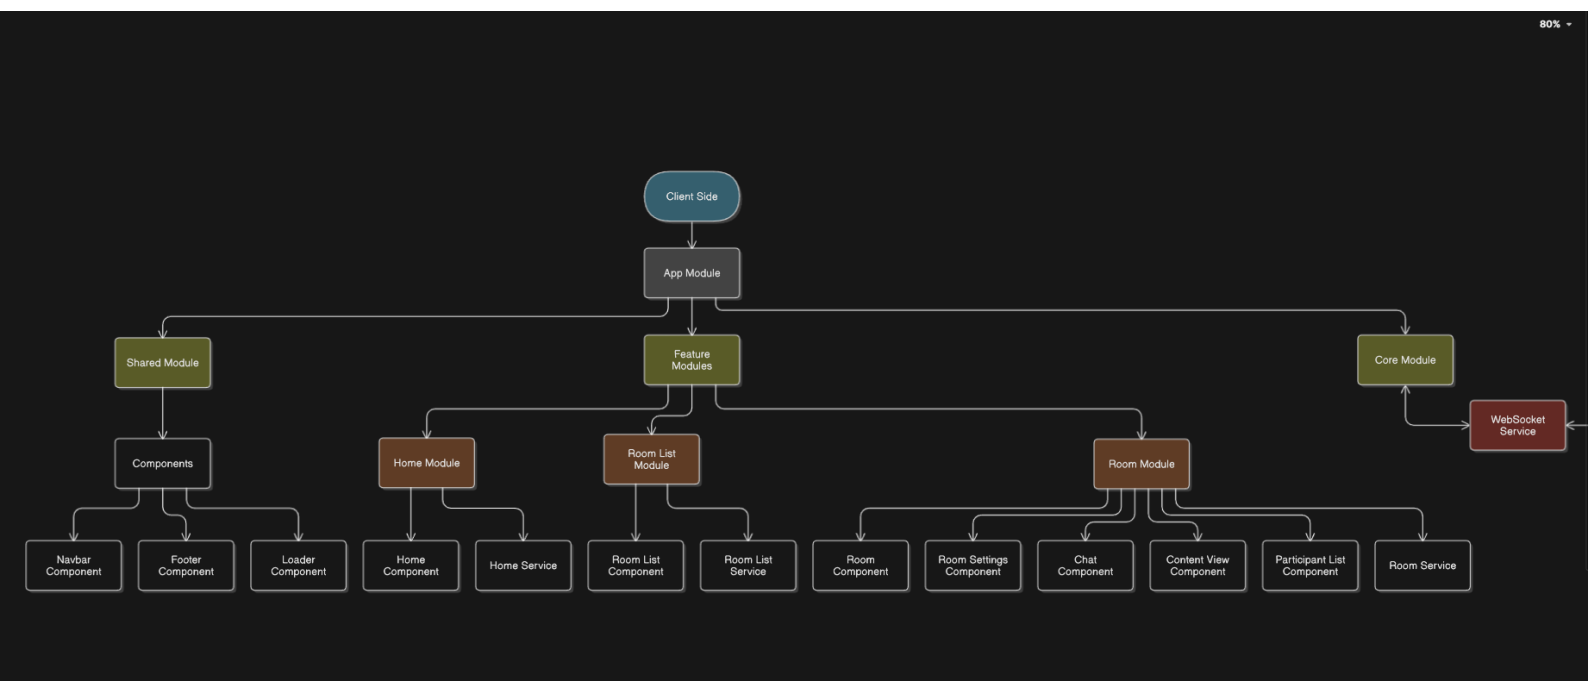 80%
Client Side
App Module
Shared Module
Feature
Modules
Core Module
WebSocket
Service
Components
Home Module
Room List
Module
Room Module
Navbar
Component
Footer
Component
Loader
Component
Home
Component
Home Service
Room List
Component
Room List
Service
Room
Component
Room Settings
Component
Chat
Component
Content View
Component
Participant List
Component
Room Service